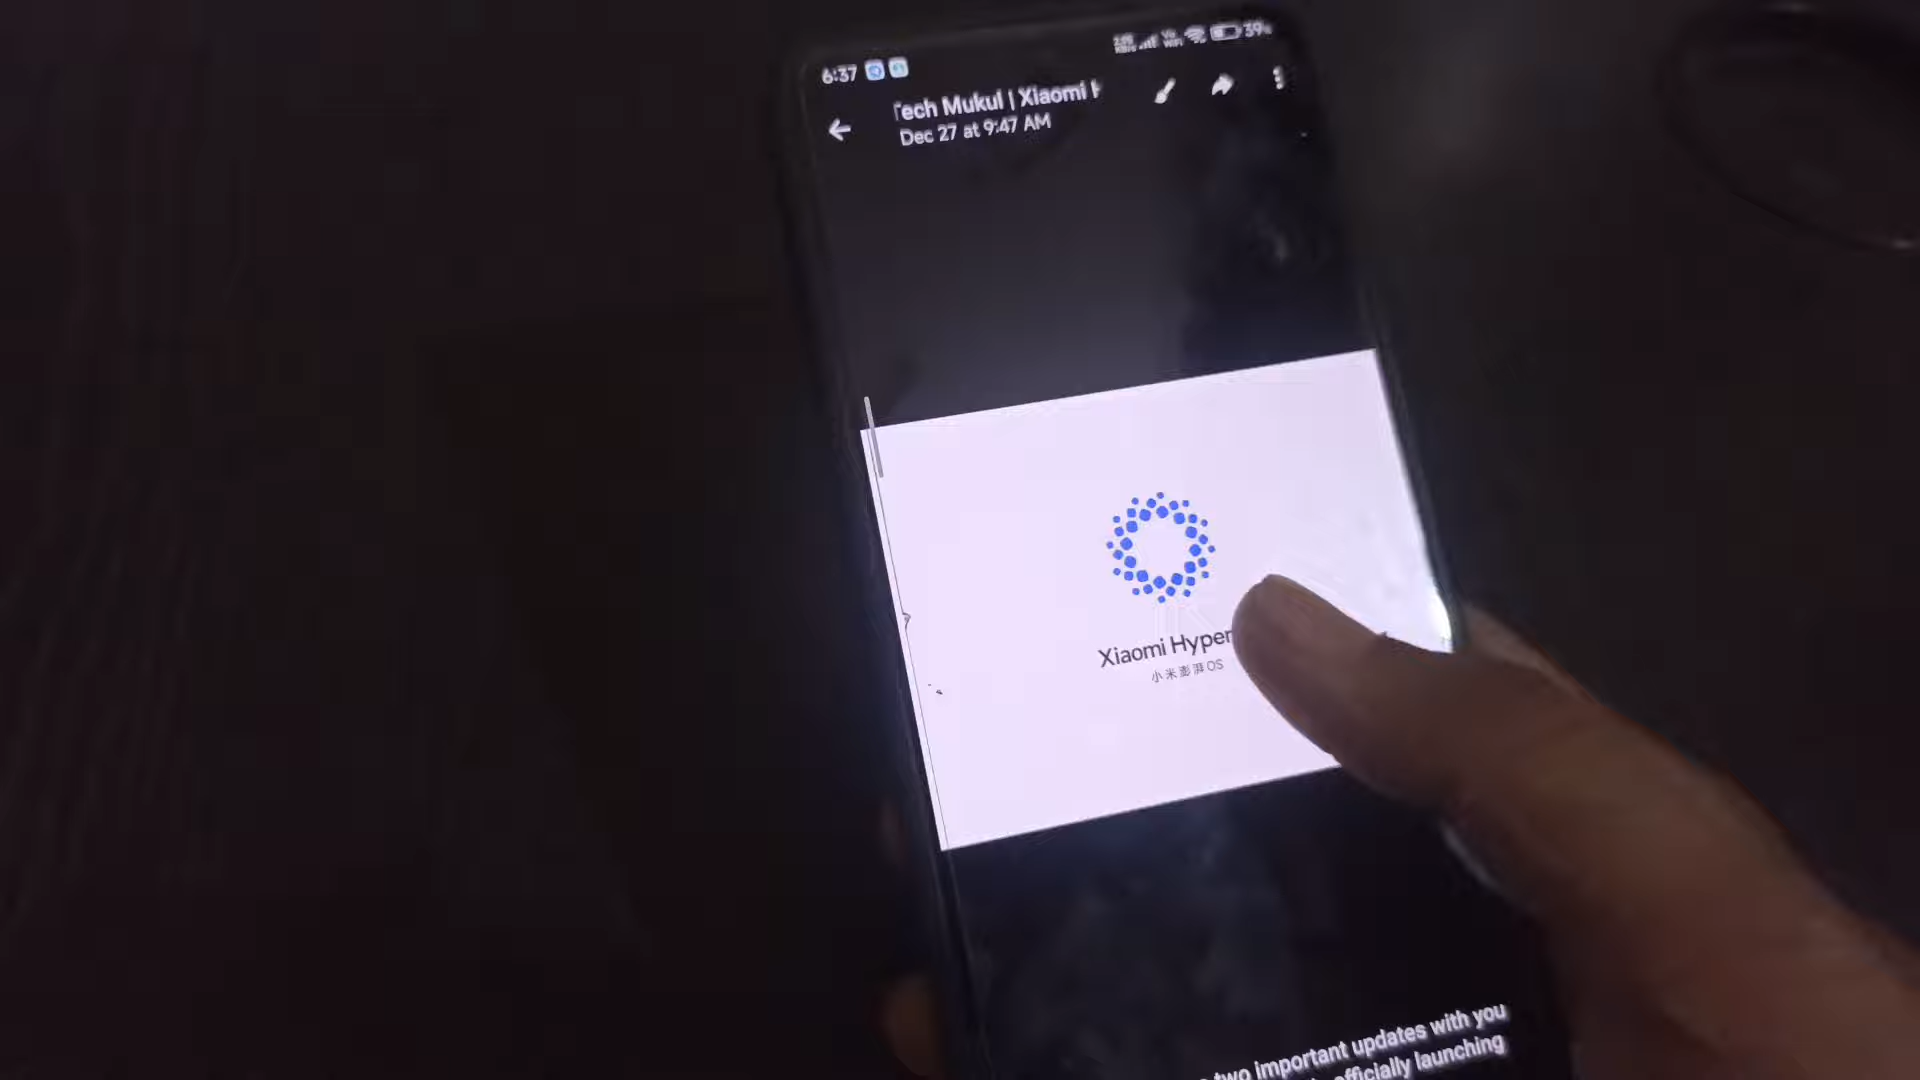 6:37
39%
Tech Mukul | Xiaomi H
Dec 27 at 9:47 AM
Xiaomi Hyper
小米澎湃OS
two important updates with you
officially launching